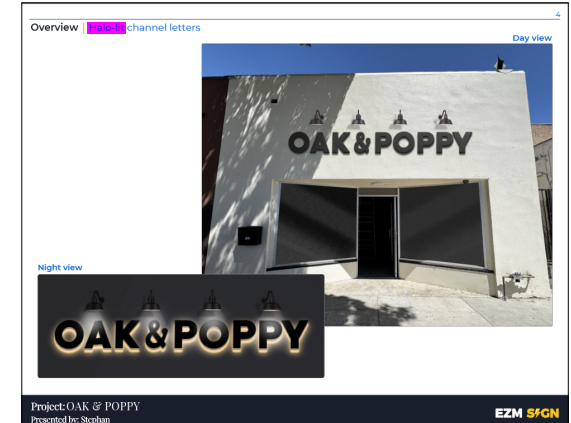 4
Overview | Halo-lit channel letters
Day view
OAK & POPPY
Night view
OAK & POPPY
Project: OAK & POPPY
Presented by: Stephan
EZM SIGN